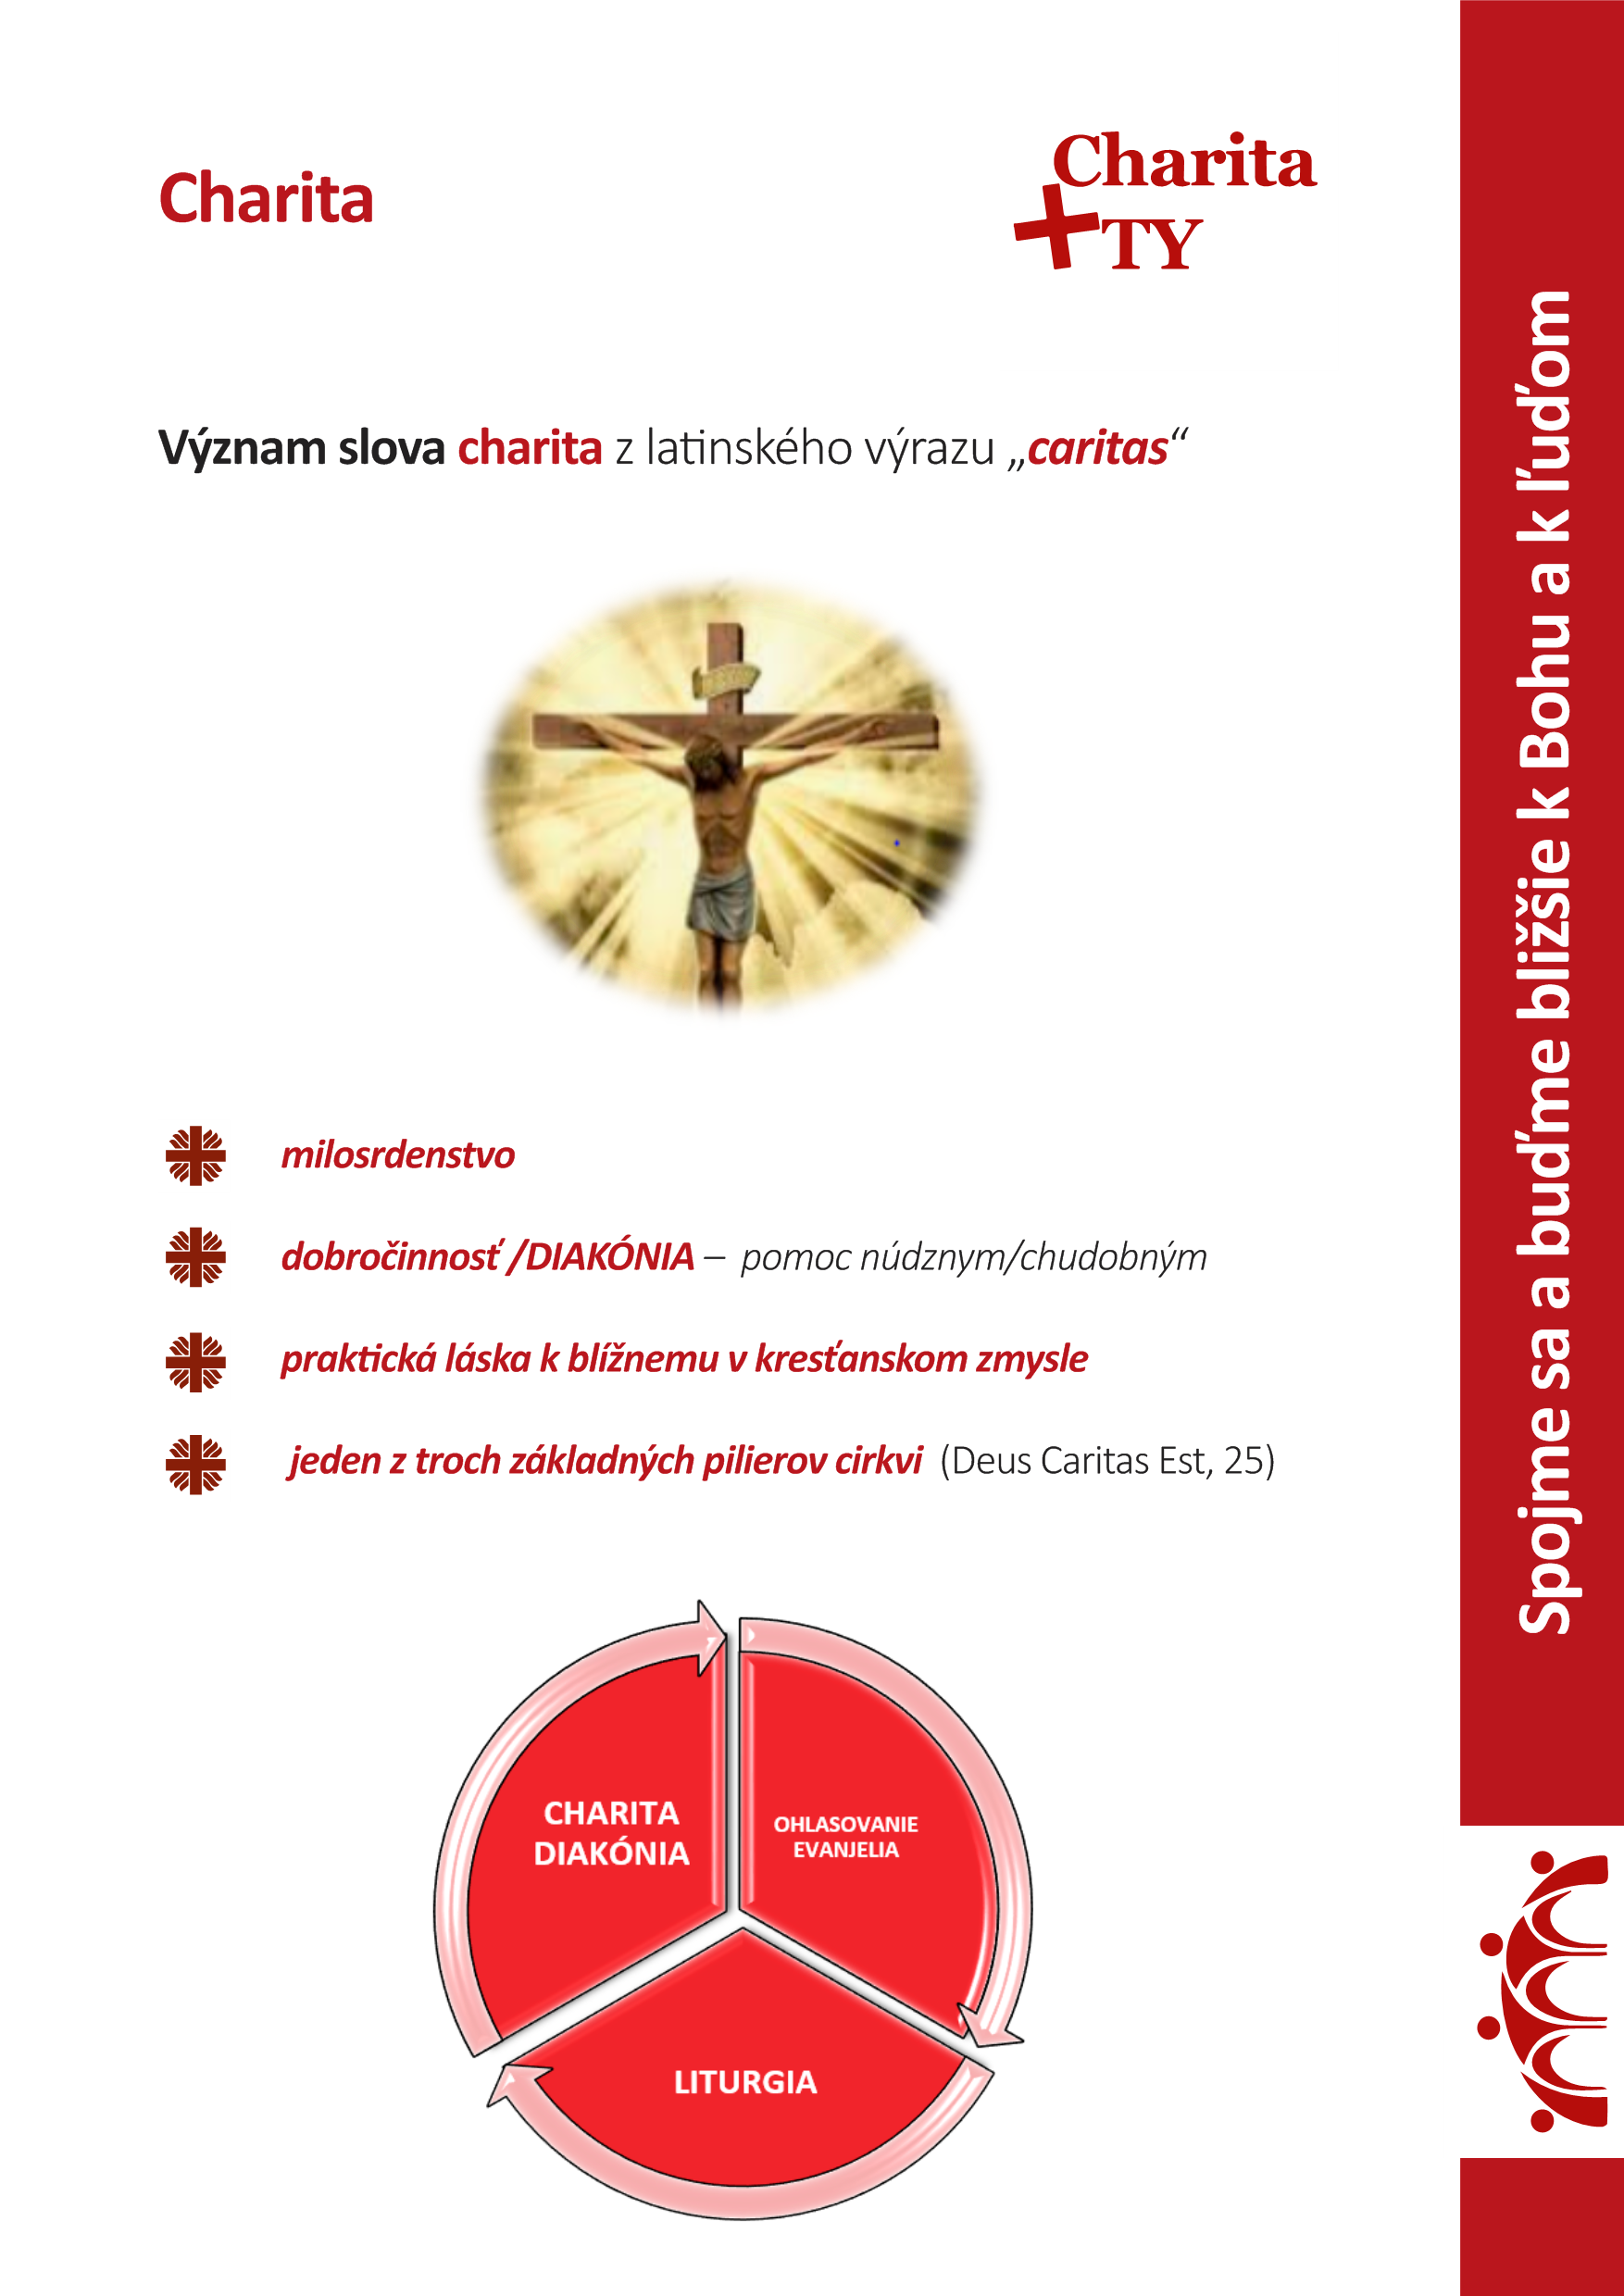 Charita
Charita
TY
Význam slova charita z latinského výrazu „caritas“
milosrdenstvo
dobročinnosť /DIAKÓNIA – pomoc núdznym/chudobným
praktická láska k blížnemu v kresťanskom zmysle
jeden z troch základných pilierov cirkvi (Deus Caritas Est, 25)
CHARITA
DIAKÓNIA
OHLASOVANIE
EVANJELIA
LITURGIA
Spojme sa a buďme bližšie k Bohu a k ľuďom